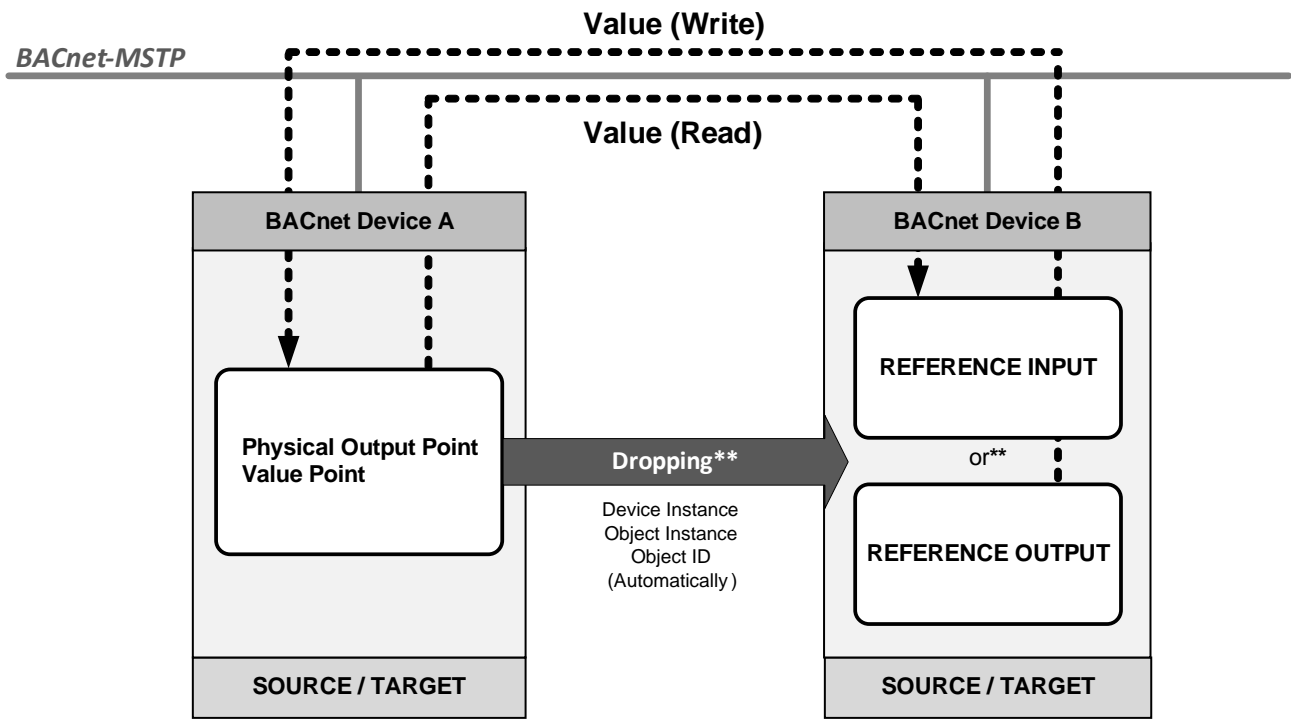 Value (Write)
BACnet-MSTP
Value (Read)
BACnet Device A
BACnet Device B
REFERENCE INPUT
Physical Output Point
Value Point
Dropping**
or**
Device Instance
Object Instance
Object ID
(Automatically)
REFERENCE OUTPUT
SOURCE / TARGET
SOURCE / TARGET